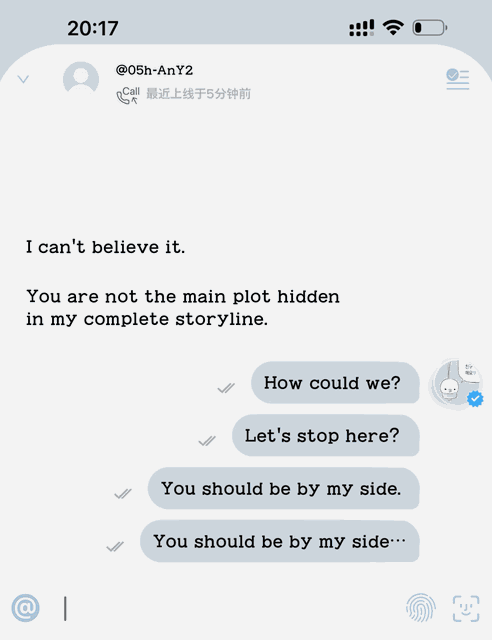 20:17
@05h-AnY2
Call
最近上线于5分钟前
I can't believe it.
You are not the main plot hidden
in my complete storyline.
How could we?
Let's stop here?
You should be by my side.
You should be by my side…
@